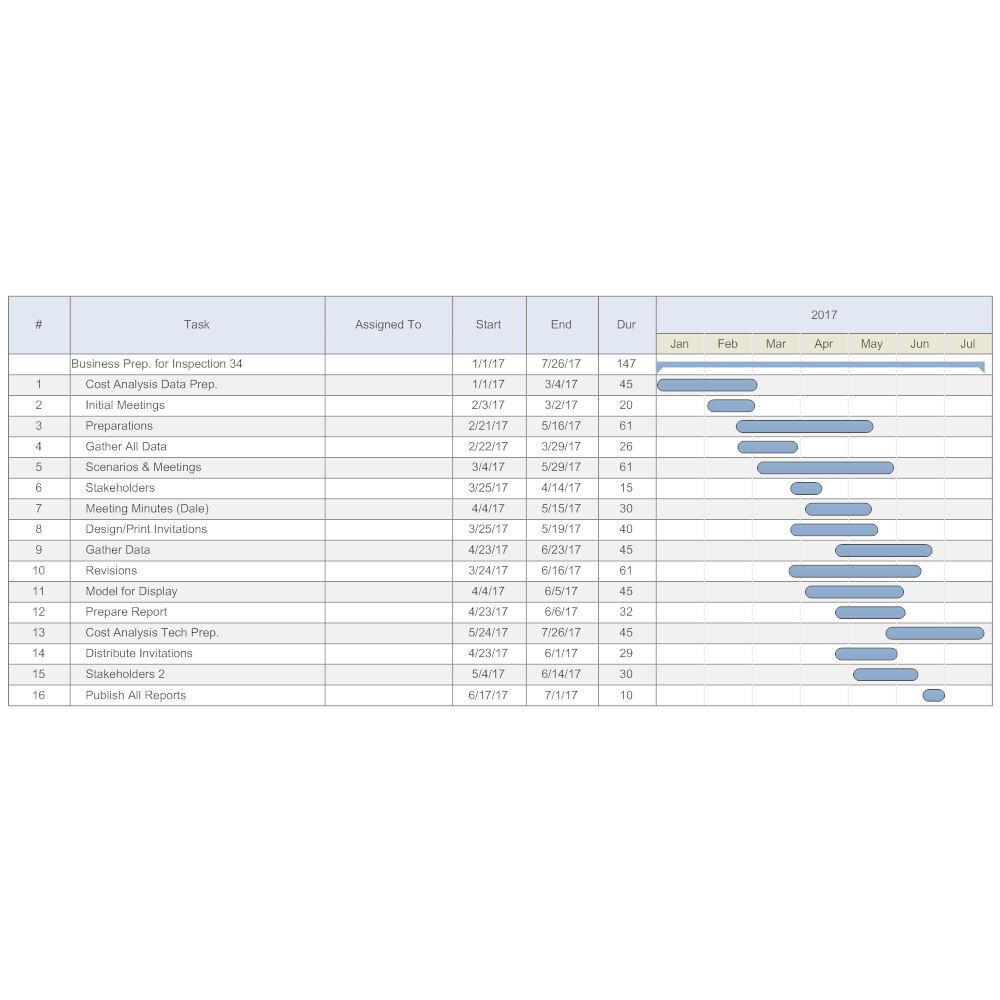 # Task Assigned To Start End Dur 2017
Jan Feb Mar Apr May Jun Jul
Business Prep. for Inspection 34 1/1/17 7/26/17 147
1 Cost Analysis Data Prep. 1/1/17 3/4/17 45
2 Initial Meetings 2/3/17 3/2/17 20
3 Preparations 2/21/17 5/16/17 61
4 Gather All Data 2/22/17 3/29/17 26
5 Scenarios & Meetings 3/4/17 5/29/17 61
6 Stakeholders 3/25/17 4/14/17 15
7 Meeting Minutes (Dale) 4/4/17 5/15/17 30
8 Design/Print Invitations 3/25/17 5/19/17 40
9 Gather Data 4/23/17 6/23/17 45
10 Revisions 3/24/17 6/16/17 61
11 Model for Display 4/4/17 6/5/17 45
12 Prepare Report 4/23/17 6/6/17 32
13 Cost Analysis Tech Prep. 5/24/17 7/26/17 45
14 Distribute Invitations 4/23/17 6/1/17 29
15 Stakeholders 2 5/4/17 6/14/17 30
16 Publish All Reports 6/17/17 7/1/17 10